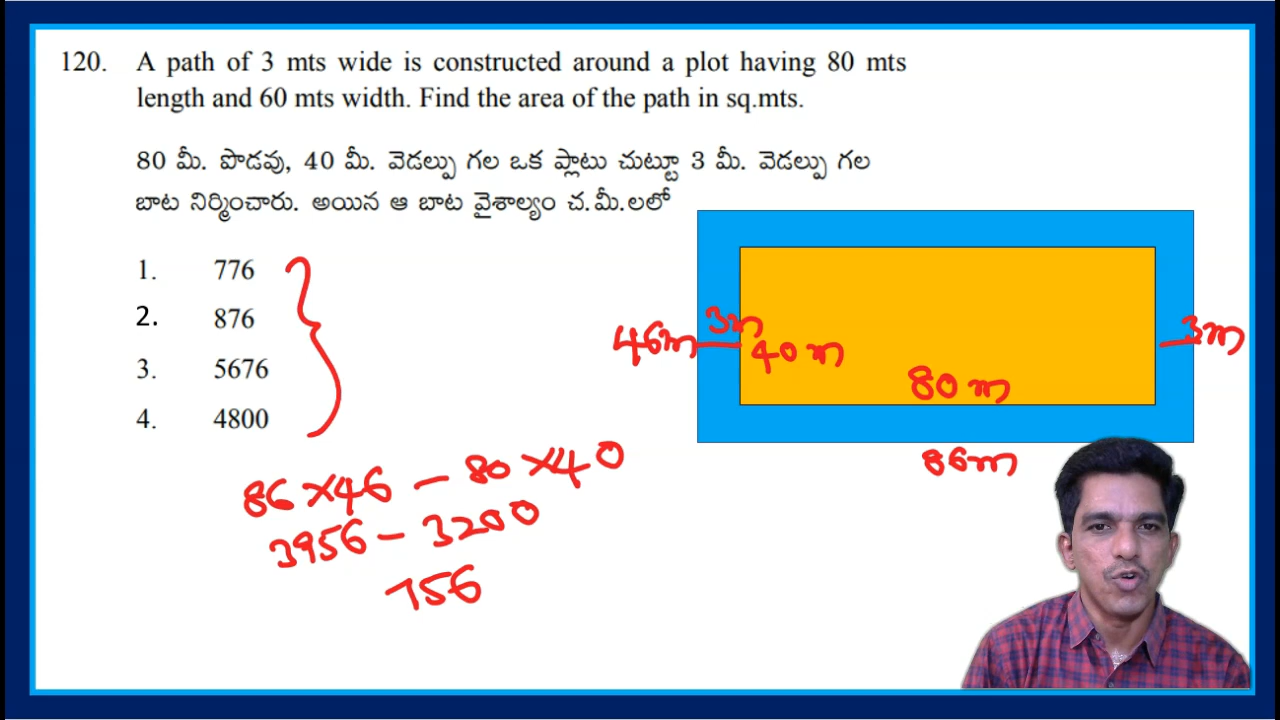 120. A path of 3 mts wide is constructed around a plot having 80 mts
length and 60 mts width. Find the area of the path in sq.mts.
80 మీ. పొడవు, 40 మీ. వెడల్పు గల ఒక ప్లాటు చుట్టూ 3 మీ. వెడల్పు గల
బాట నిర్మించారు. అయిన ఆ బాట వైశాల్యం చ.మీ.లలో
1. 776
2. 876
3. 5676
4. 4800
3m
3m
46m
40 m
80 m
86m
86 × 46 − 80 × 40
3956 − 3200
756